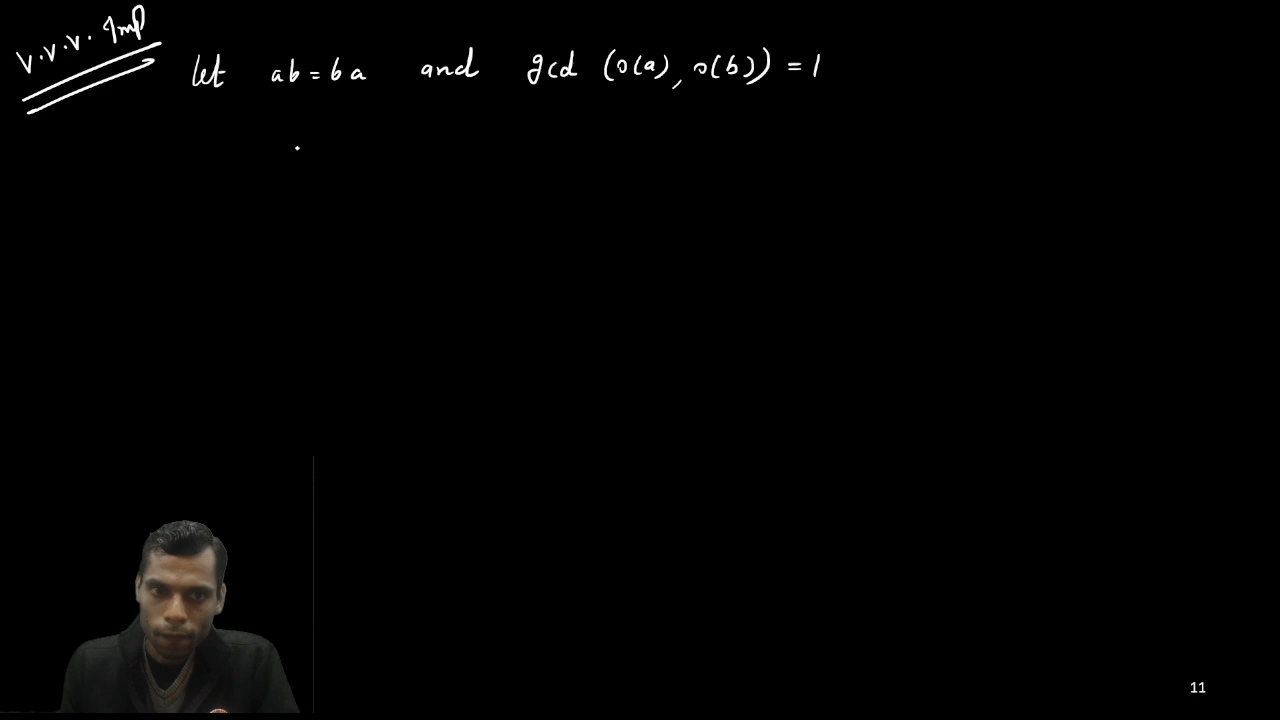 V.V.V. Imp
let ab = ba and gcd (o(a), o(b)) = 1
11